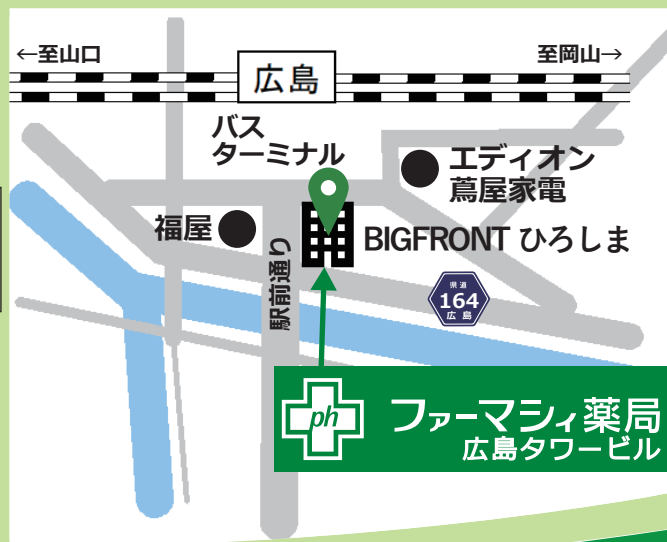 ←至山口
至岡山→
広島
バス
ターミナル
エディオン
蔦屋家電
福屋
BIGFRONT ひろしま
駅前通り
県道
164
広島
ph
ファーマシィ薬局
広島タワービル